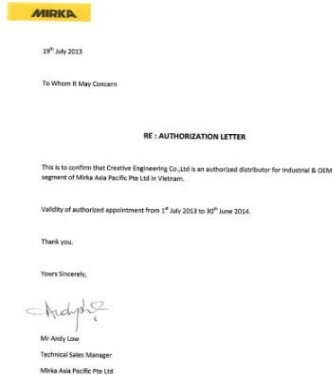 MIRKA
19th July 2013
To Whom It May Concern
RE : AUTHORIZATION LETTER
This is to confirm that Creative Engineering Co.,Ltd is an authorized distributor for Industrial & OEM
segment of Mirka Asia Pacific Pte Ltd in Vietnam.
Validity of authorized appointment from 1st July 2013 to 30th June 2014.
Thank you.
Yours Sincerely,
Mr Andy Low
Technical Sales Manager
Mirka Asia Pacific Pte Ltd